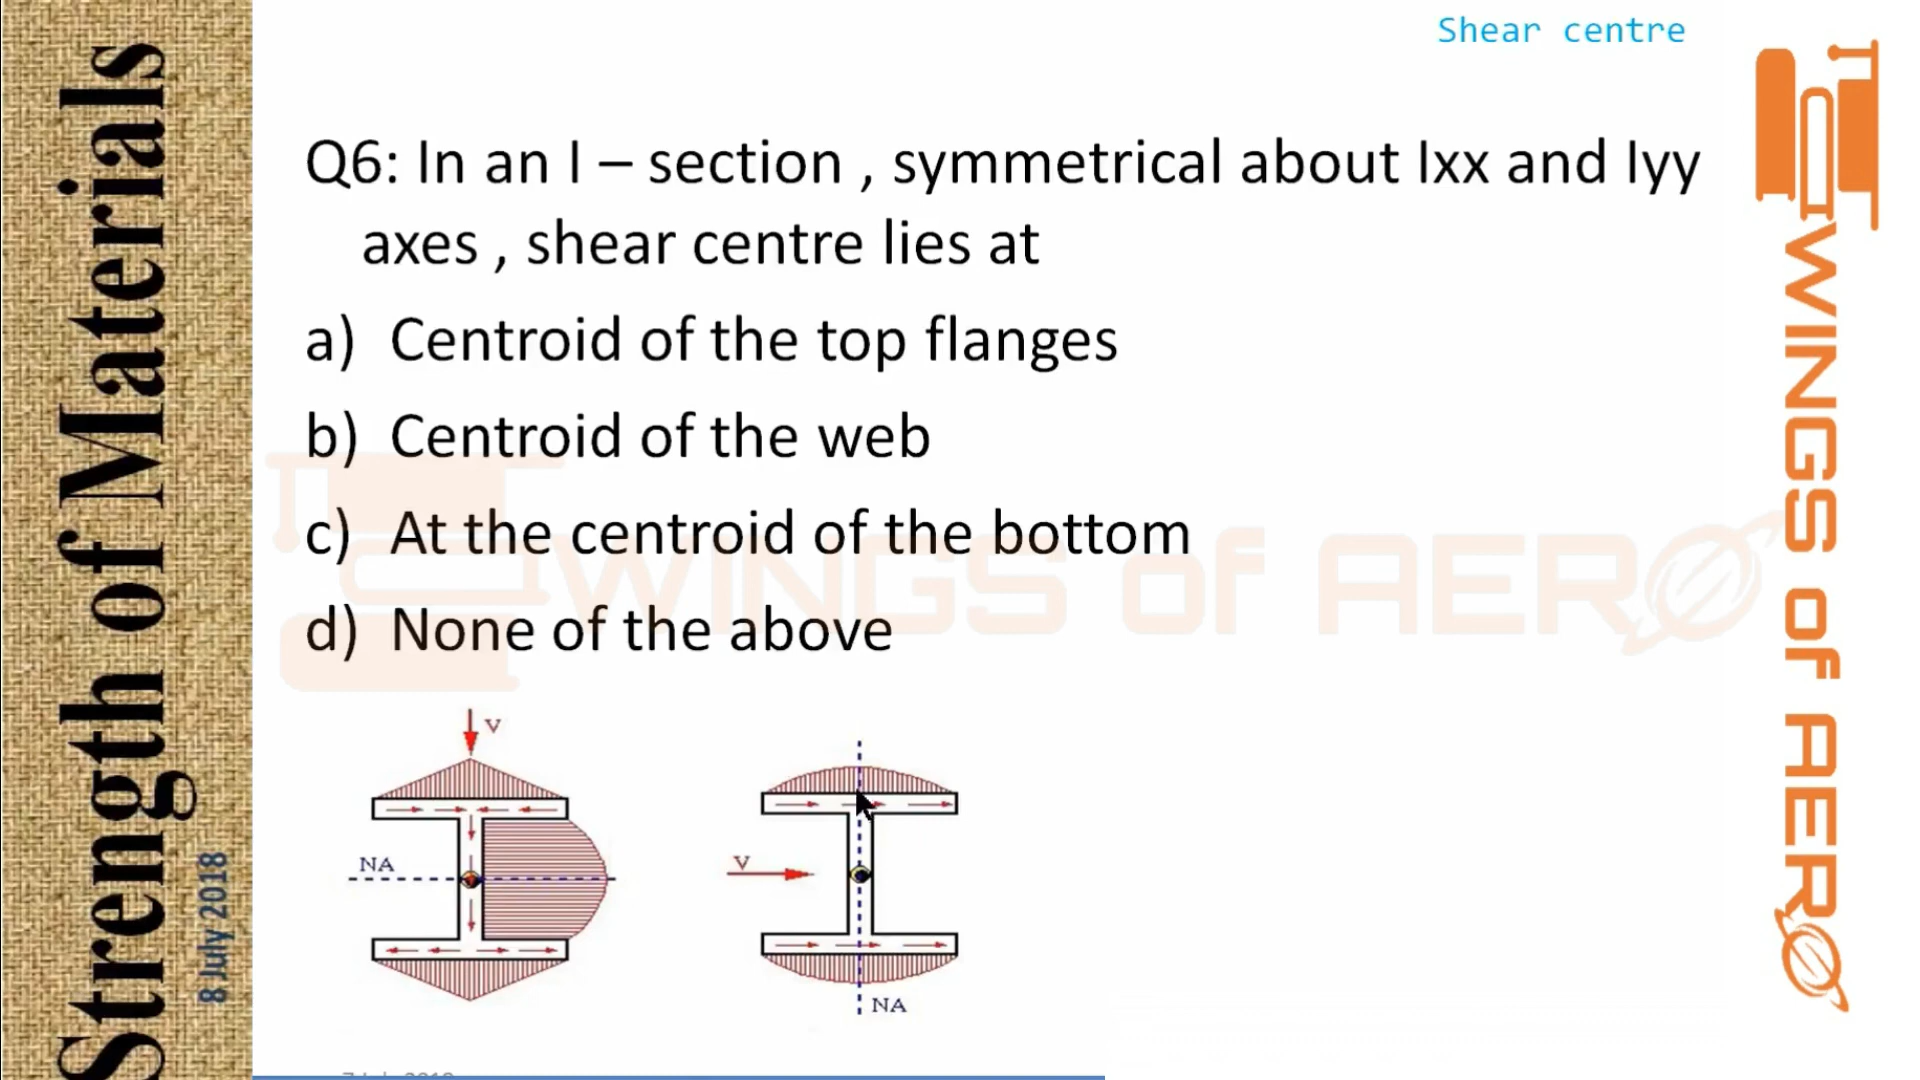 Shear centre
Strength of Materials
8 July 2018
Q6: In an I – section , symmetrical about Ixx and Iyy
axes , shear centre lies at
a) Centroid of the top flanges
b) Centroid of the web
c) At the centroid of the bottom
d) None of the above
WINGS of AERO
WINGS of AERO
V
NA
V
NA